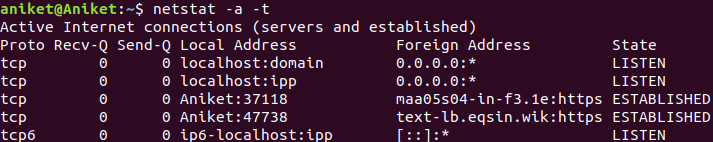 aniket@Aniket:~$ netstat -a -t
Active Internet connections (servers and established)
Proto Recv-Q Send-Q Local Address           Foreign Address         State
tcp        0      0 localhost:domain        0.0.0.0:*               LISTEN
tcp        0      0 localhost:ipp           0.0.0.0:*               LISTEN
tcp        0      0 Aniket:37118            maa05s04-in-f3.1e:https ESTABLISHED
tcp        0      0 Aniket:47738            text-lb.eqsin.wik:https ESTABLISHED
tcp6       0      0 ip6-localhost:ipp       [::]:*                  LISTEN